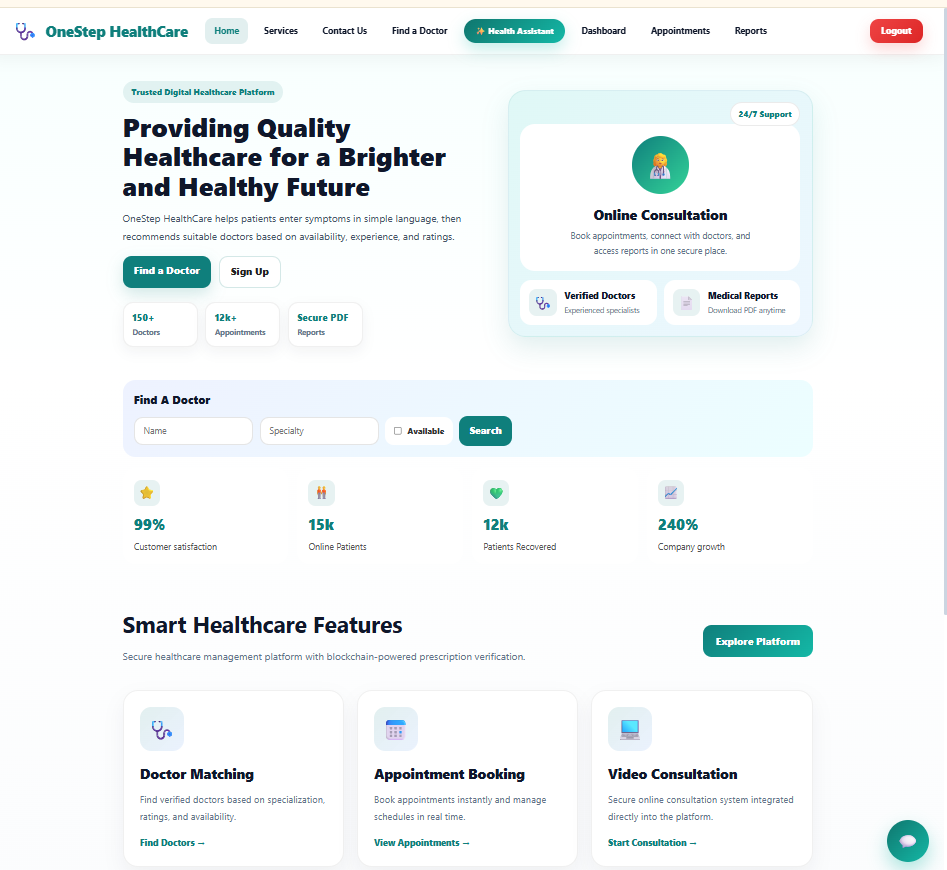 OneStep HealthCare
Home
Services
Contact Us
Find a Doctor
✨ Health Assistant
Dashboard
Appointments
Reports
Logout
Trusted Digital Healthcare Platform
Providing Quality
Healthcare for a Brighter
and Healthy Future
OneStep HealthCare helps patients enter symptoms in simple language, then
recommends suitable doctors based on availability, experience, and ratings.
Find a Doctor
Sign Up
150+
Doctors
12k+
Appointments
Secure PDF
Reports
24/7 Support
Online Consultation
Book appointments, connect with doctors, and
access reports in one secure place.
Verified Doctors
Experienced specialists
Medical Reports
Download PDF anytime
Find A Doctor
Name
Specialty
Available
Search
99%
Customer satisfaction
15k
Online Patients
12k
Patients Recovered
240%
Company growth
Smart Healthcare Features
Secure healthcare management platform with blockchain-powered prescription verification.
Explore Platform
Doctor Matching
Find verified doctors based on specialization,
ratings, and availability.
Find Doctors →
Appointment Booking
Book appointments instantly and manage
schedules in real time.
View Appointments →
Video Consultation
Secure online consultation system integrated
directly into the platform.
Start Consultation →